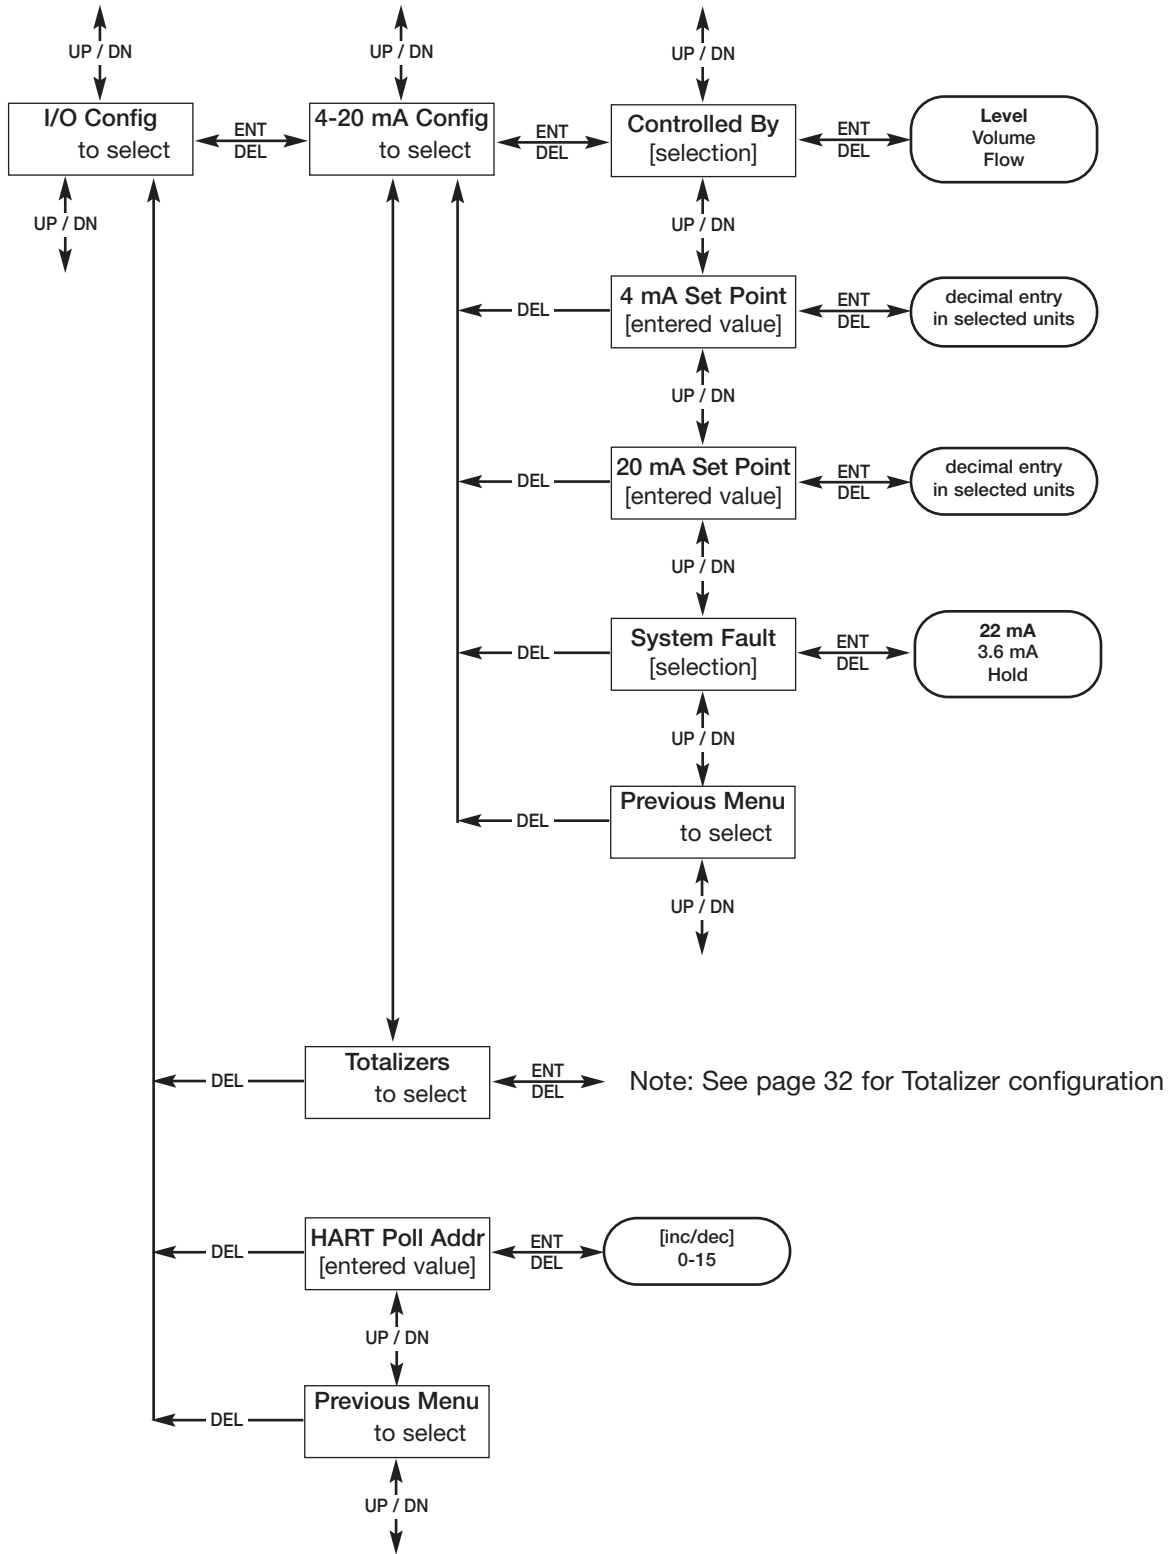 UP / DN
UP / DN
UP / DN
I/O Config
to select
ENT
DEL
4-20 mA Config
to select
ENT
DEL
Controlled By
[selection]
ENT
DEL
Level
Volume
Flow
UP / DN
UP / DN
DEL
4 mA Set Point
[entered value]
ENT
DEL
decimal entry
in selected units
UP / DN
DEL
20 mA Set Point
[entered value]
ENT
DEL
decimal entry
in selected units
UP / DN
DEL
System Fault
[selection]
ENT
DEL
22 mA
3.6 mA
Hold
UP / DN
DEL
Previous Menu
to select
UP / DN
DEL
Totalizers
to select
ENT
DEL
Note: See page 32 for Totalizer configuration
DEL
HART Poll Addr
[entered value]
ENT
DEL
[inc/dec]
0-15
UP / DN
DEL
Previous Menu
to select
UP / DN